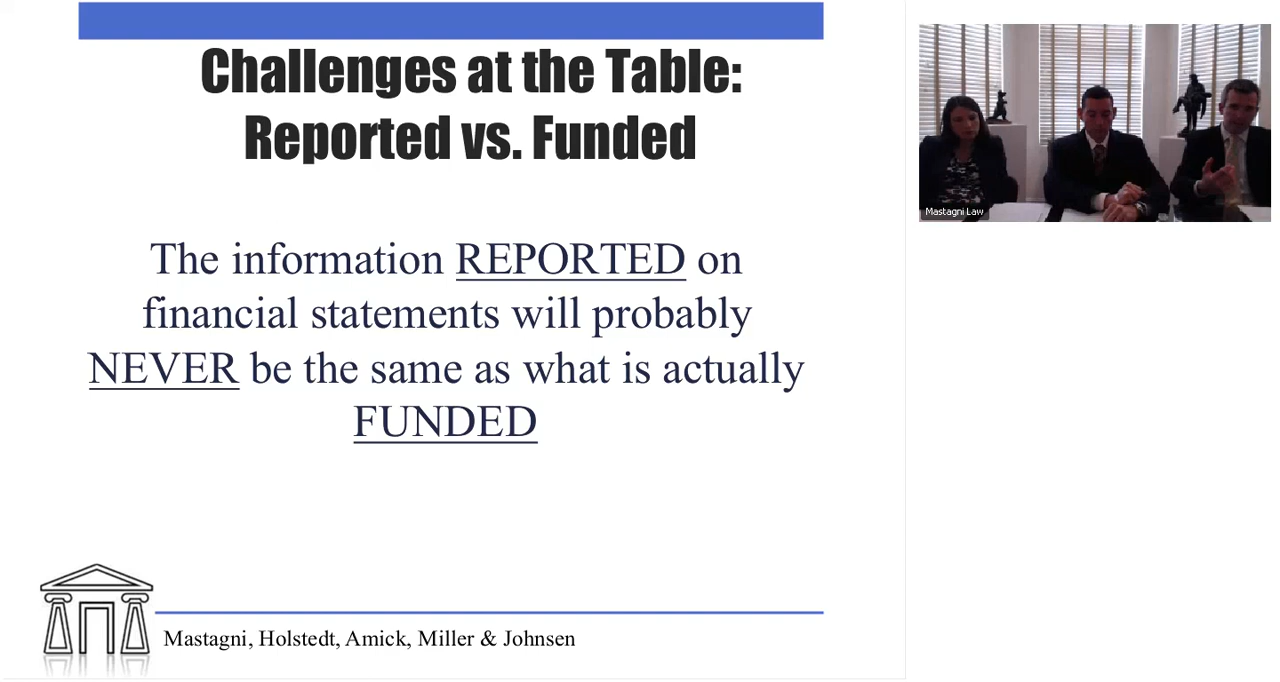 Challenges at the Table:
Reported vs. Funded
The information REPORTED on
financial statements will probably
NEVER be the same as what is actually
FUNDED
Mastagni, Holstedt, Amick, Miller & Johnsen
Mastagni Law